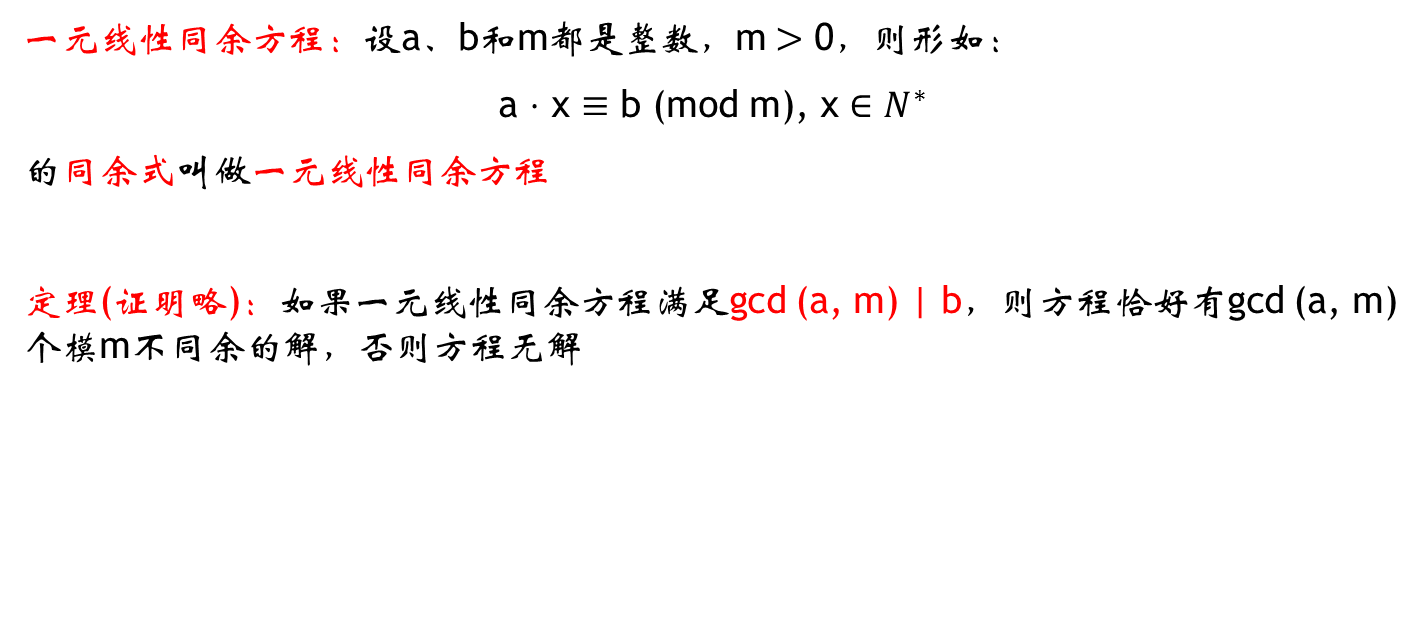 一元线性同余方程：设a、b和m都是整数，m > 0，则形如：
a · x ≡ b (mod m), x ∈ N*
的同余式叫做一元线性同余方程
定理(证明略)：如果一元线性同余方程满足gcd (a, m) | b，则方程恰好有gcd (a, m)
个模m不同余的解，否则方程无解